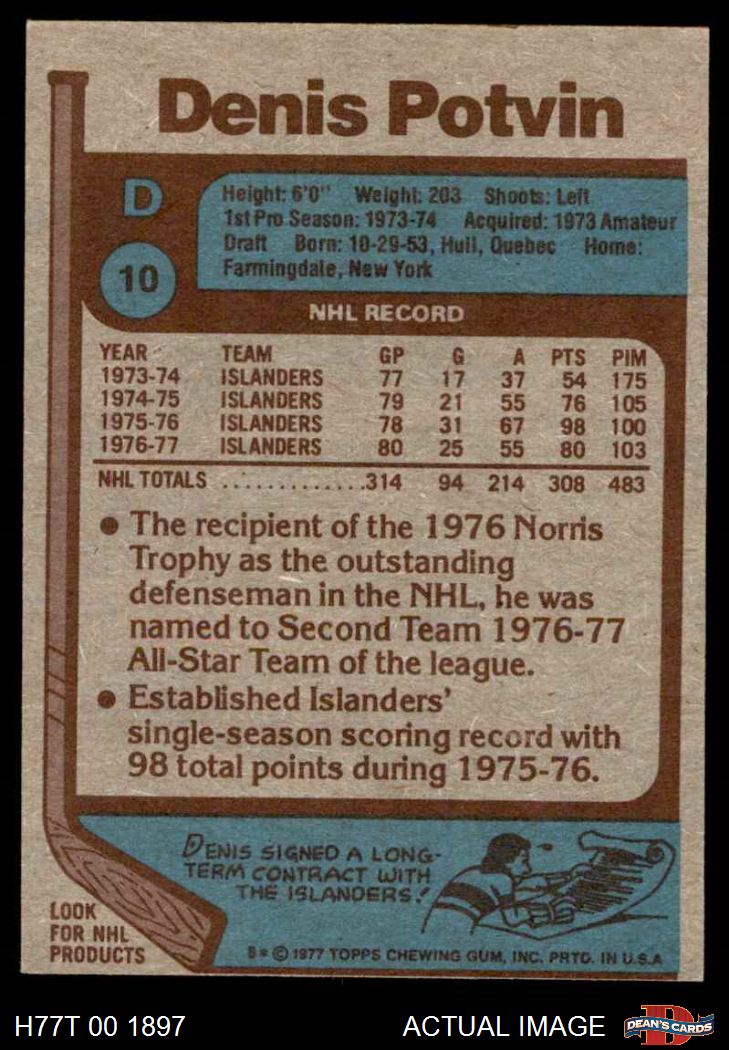 Denis Potvin
D
10
Height: 6'0" Weight: 203 Shoots: Left
1st Pro Season: 1973-74 Acquired: 1973 Amateur
Draft Born: 10-29-53, Hull, Quebec Home:
Farmingdale, New York
NHL RECORD
YEAR TEAM GP G A PTS PIM
1973-74 ISLANDERS 77 17 37 54 175
1974-75 ISLANDERS 79 21 55 76 105
1975-76 ISLANDERS 78 31 67 98 100
1976-77 ISLANDERS 80 25 55 80 103
NHL TOTALS .............314 94 214 308 483
● The recipient of the 1976 Norris
Trophy as the outstanding
defenseman in the NHL, he was
named to Second Team 1976-77
All-Star Team of the league.
● Established Islanders'
single-season scoring record with
98 total points during 1975-76.
DENIS SIGNED A LONG-
TERM CONTRACT WITH
THE ISLANDERS!
LOOK
FOR NHL
PRODUCTS
B* © 1977 TOPPS CHEWING GUM, INC. PRTD. IN U.S.A
H77T 00 1897 ACTUAL IMAGE
D
DEAN'S CARDS